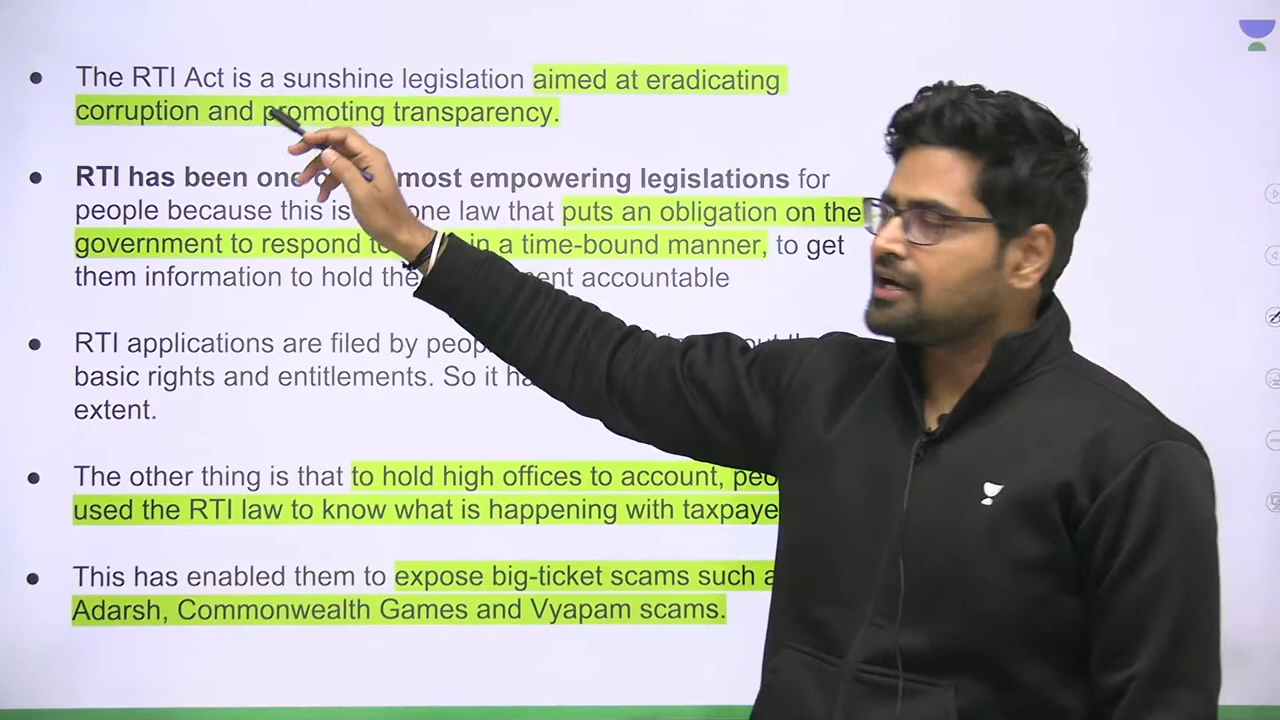 • The RTI Act is a sunshine legislation aimed at eradicating
corruption and promoting transparency.
• RTI has been one most empowering legislations for
people because this is one law that puts an obligation on the
government to respond in a time-bound manner, to get
them information to hold the accountable
• RTI applications are filed by
basic rights and entitlements. So it
extent.
• The other thing is that to hold high offices to account,
used the RTI law to know what is happening with
• This has enabled them to expose big-ticket scams such
Adarsh, Commonwealth Games and Vyapam scams.